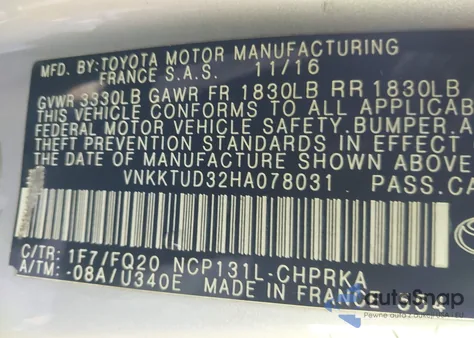 MFD. BY: TOYOTA MOTOR MANUFACTURING
FRANCE S.A.S. 11/16
GVWR 3330LB GAWR FR 1830LB RR 1830LB
THIS VEHICLE CONFORMS TO ALL APPLICAB
FEDERAL MOTOR VEHICLE SAFETY, BUMPER, A
THEFT PREVENTION STANDARDS IN EFFECT
THE DATE OF MANUFACTURE SHOWN ABOVE
VNKKTUD32HA078031 PASS.CA
C/TR: 1F7/FQ20 NCP131L-CHPRKA
A/TM: -08A/U340E MADE IN FRANCE
autoSnap